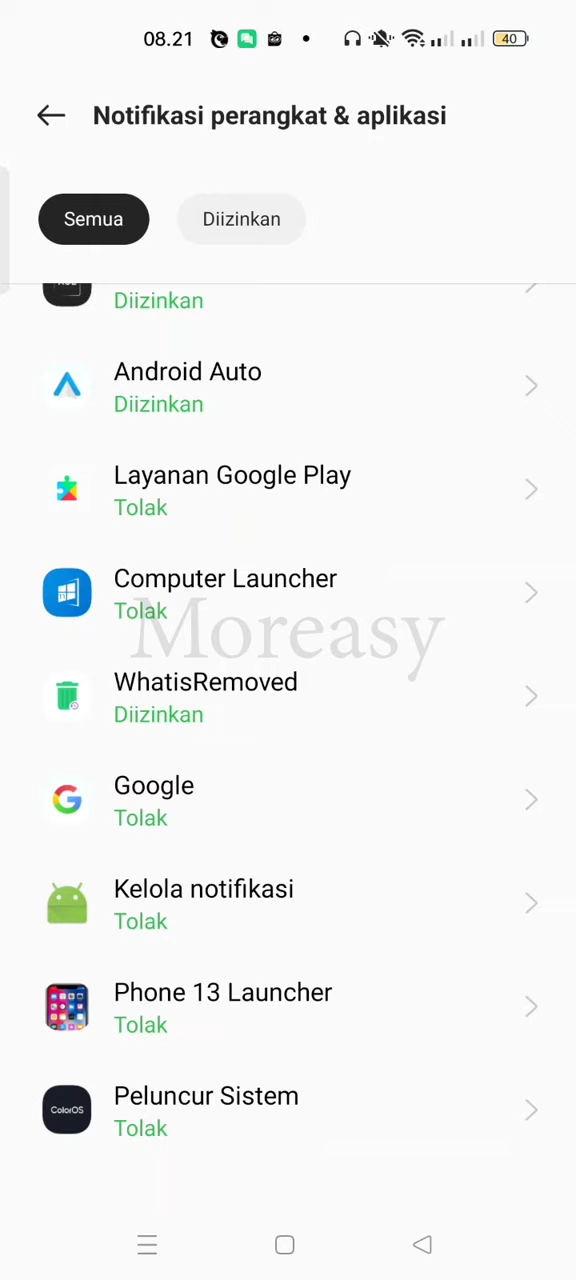 08.21
40
Notifikasi perangkat & aplikasi
Semua
Diizinkan
Diizinkan
Android Auto
Diizinkan
Layanan Google Play
Tolak
Computer Launcher
Tolak
Moreasy
WhatisRemoved
Diizinkan
Google
Tolak
Kelola notifikasi
Tolak
Phone 13 Launcher
Tolak
ColorOS
Peluncur Sistem
Tolak